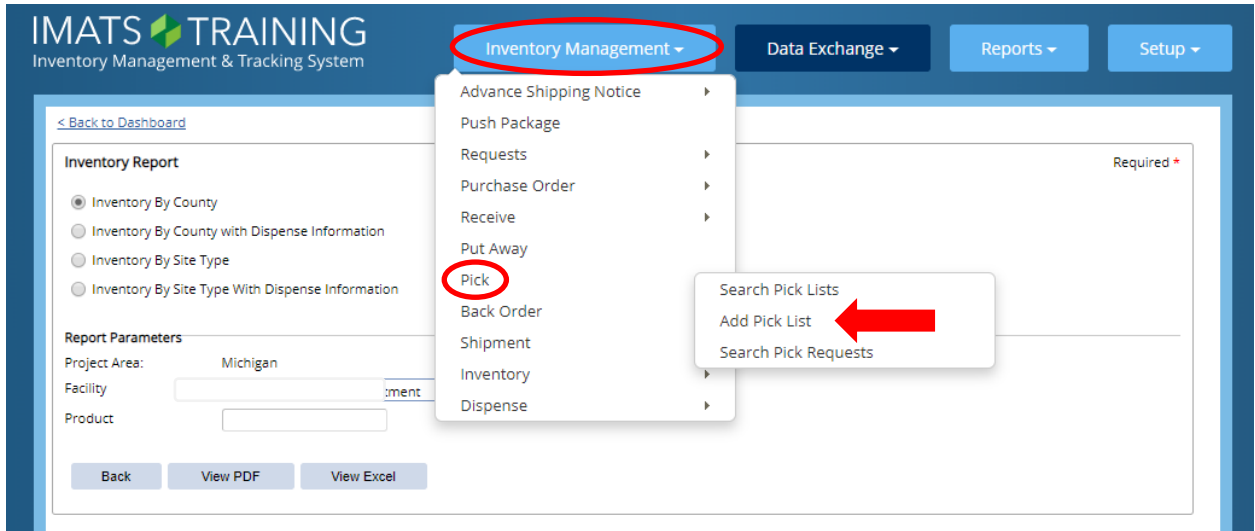 IMATS TRAINING
Inventory Management & Tracking System
Inventory Management
Data Exchange
Reports
Setup
Advance Shipping Notice
Push Package
Requests
Purchase Order
Receive
Put Away
Pick
Back Order
Shipment
Inventory
Dispense
Search Pick Lists
Add Pick List
Search Pick Requests
< Back to Dashboard
Inventory Report
Required *
Inventory By County
Inventory By County with Dispense Information
Inventory By Site Type
Inventory By Site Type With Dispense Information
Report Parameters
Project Area: Michigan
Facility
Product
Back View PDF View Excel